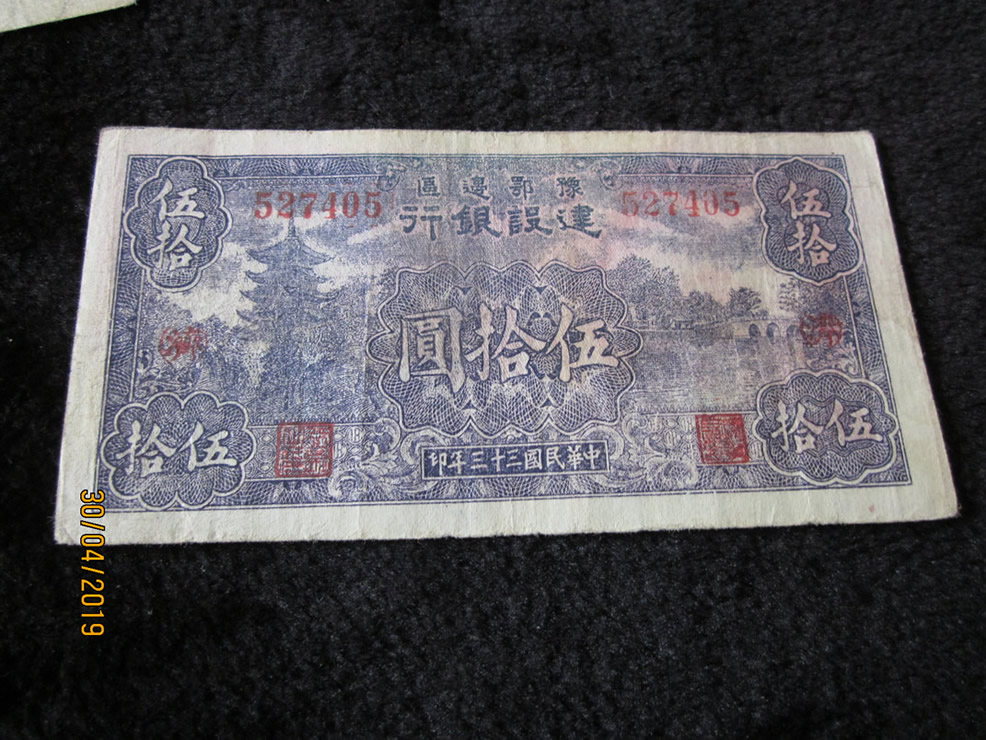 豫鄂邊區
建設銀行
527405
527405
伍拾
伍拾
伍拾圓
伍拾
伍拾
中華民國三十三年印
30/04/2019